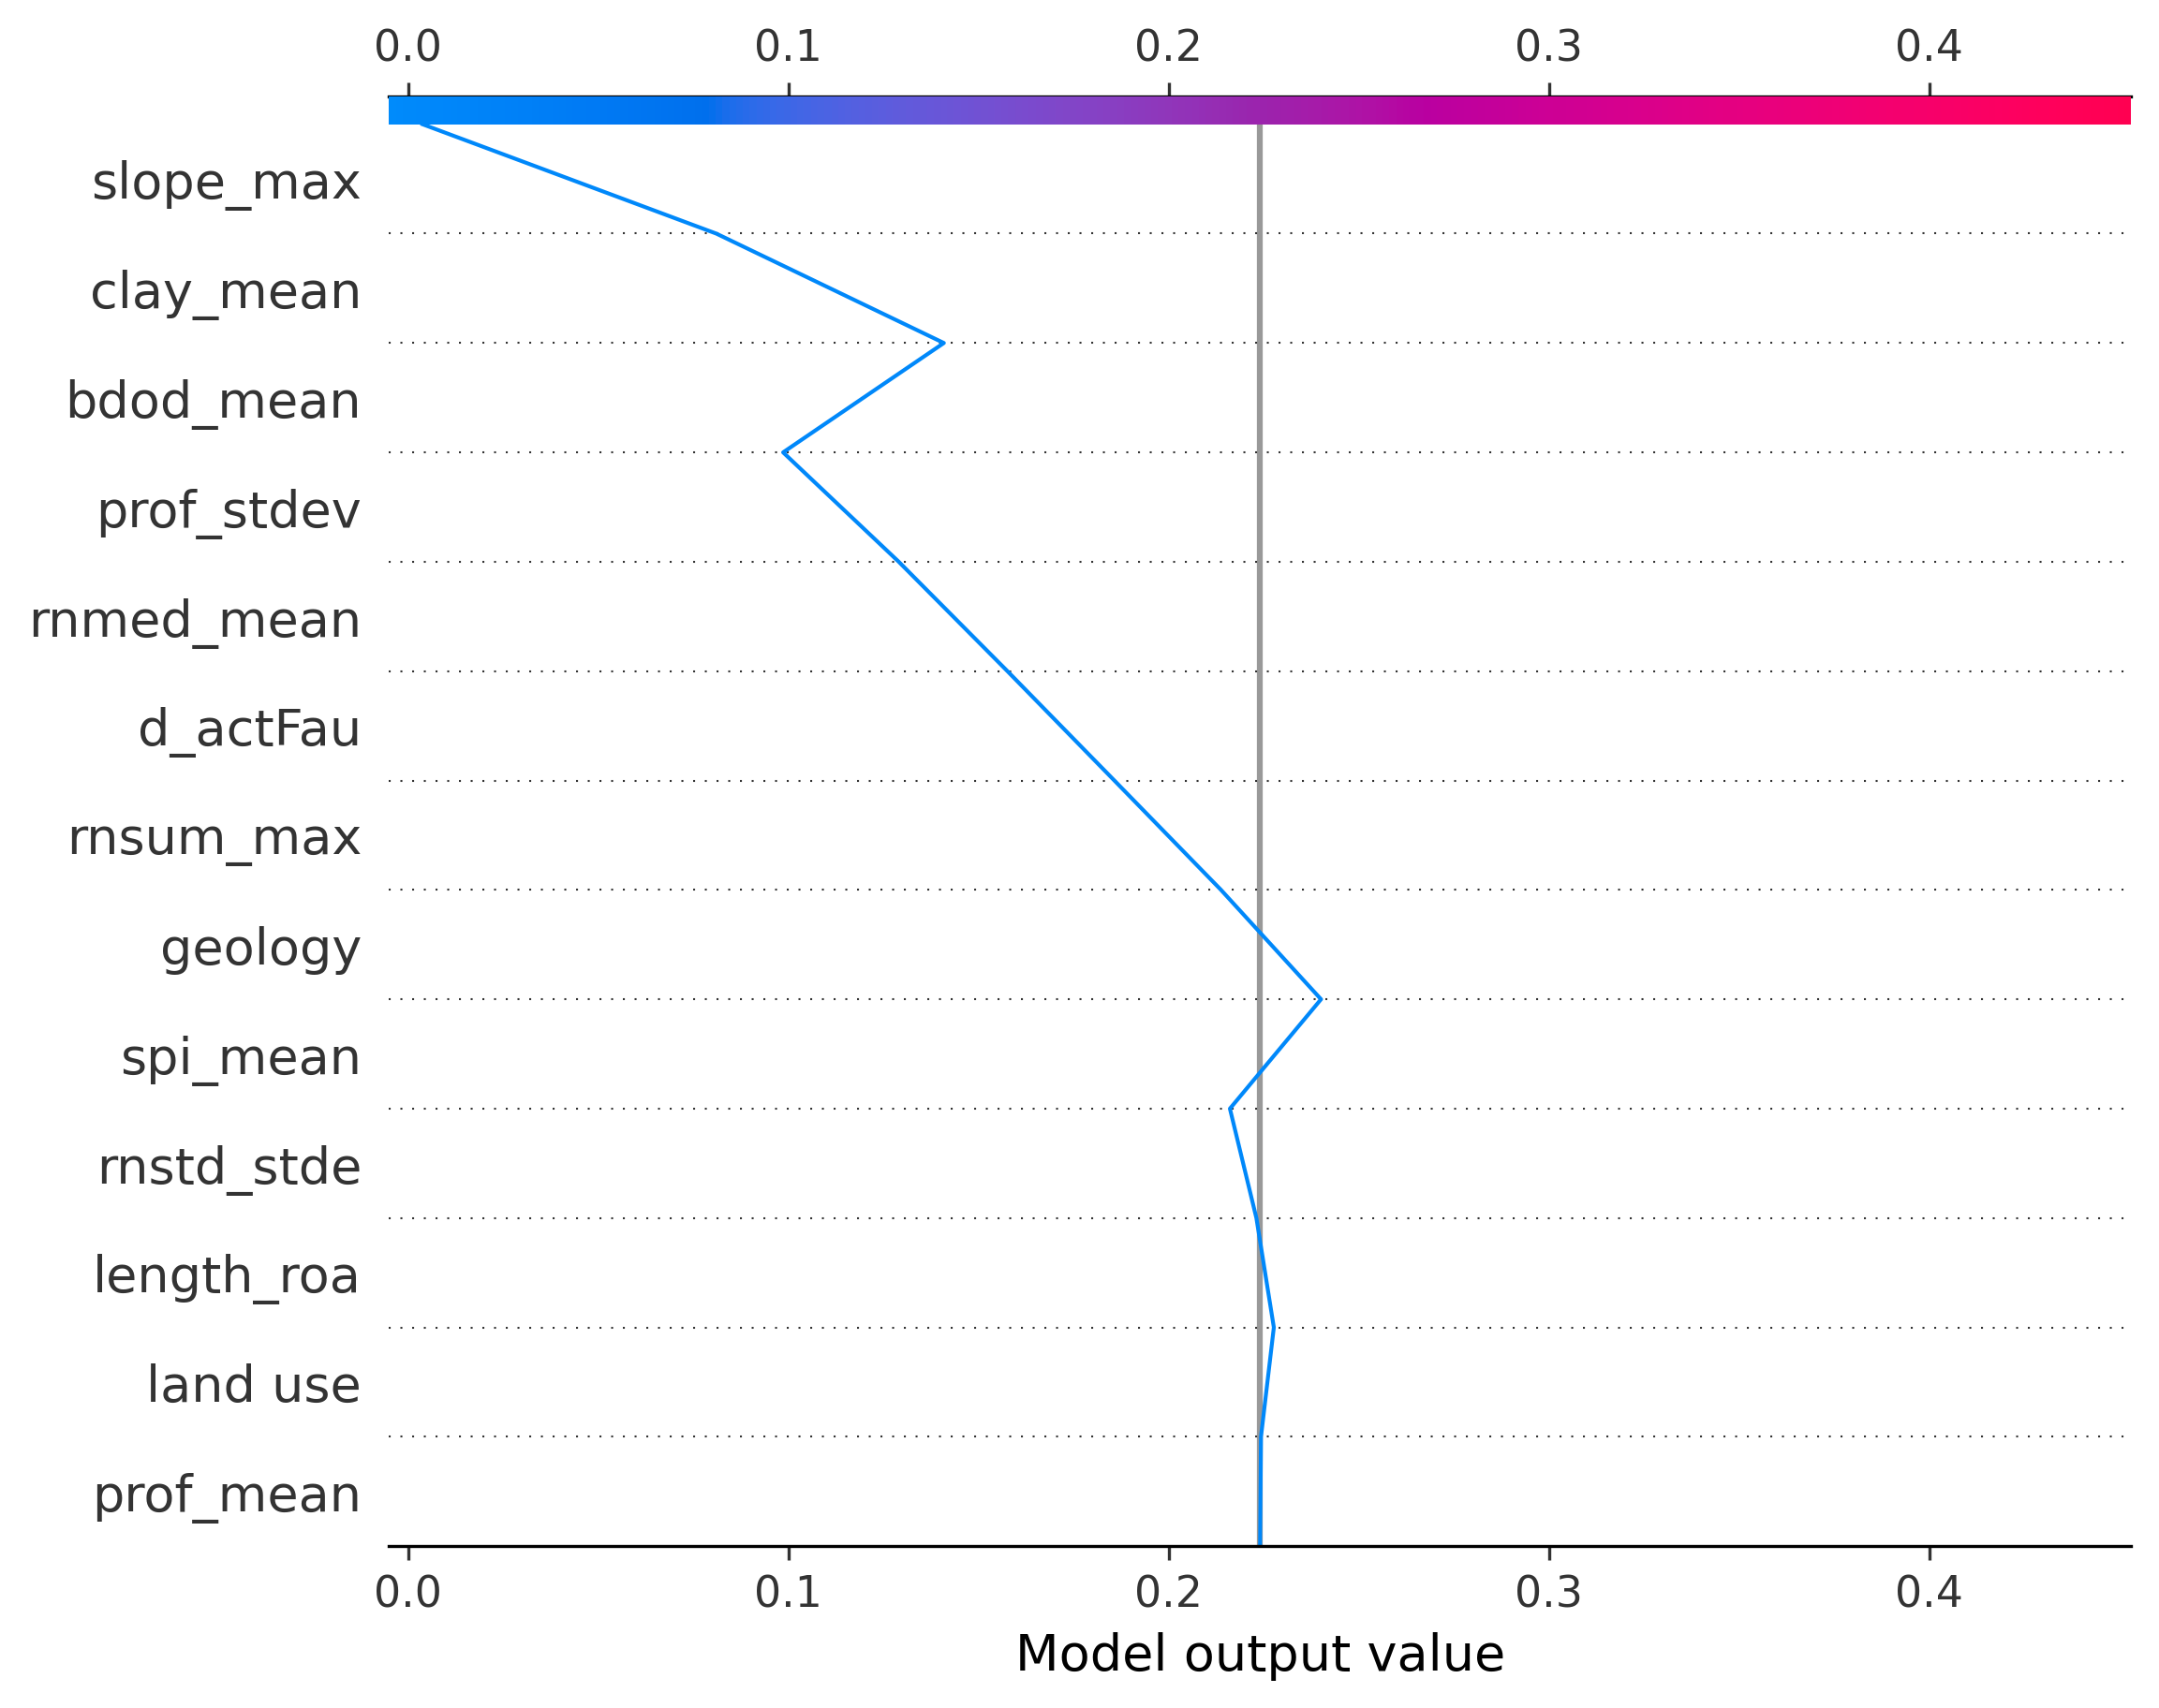 0.0 0.1 0.2 0.3 0.4
slope_max
clay_mean
bdod_mean
prof_stdev
rnmed_mean
d_actFau
rnsum_max
geology
spi_mean
rnstd_stde
length_roa
land use
prof_mean
0.0 0.1 0.2 0.3 0.4
Model output value